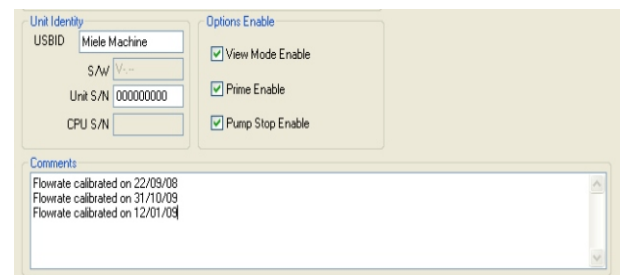 Unit Identity
USBID Miele Machine
S/W V-.--
Unit S/N 000000000
CPU S/N
Options Enable
View Mode Enable
Prime Enable
Pump Stop Enable
Comments
Flowrate calibrated on 22/09/08
Flowrate calibrated on 31/10/09
Flowrate calibrated on 12/01/09